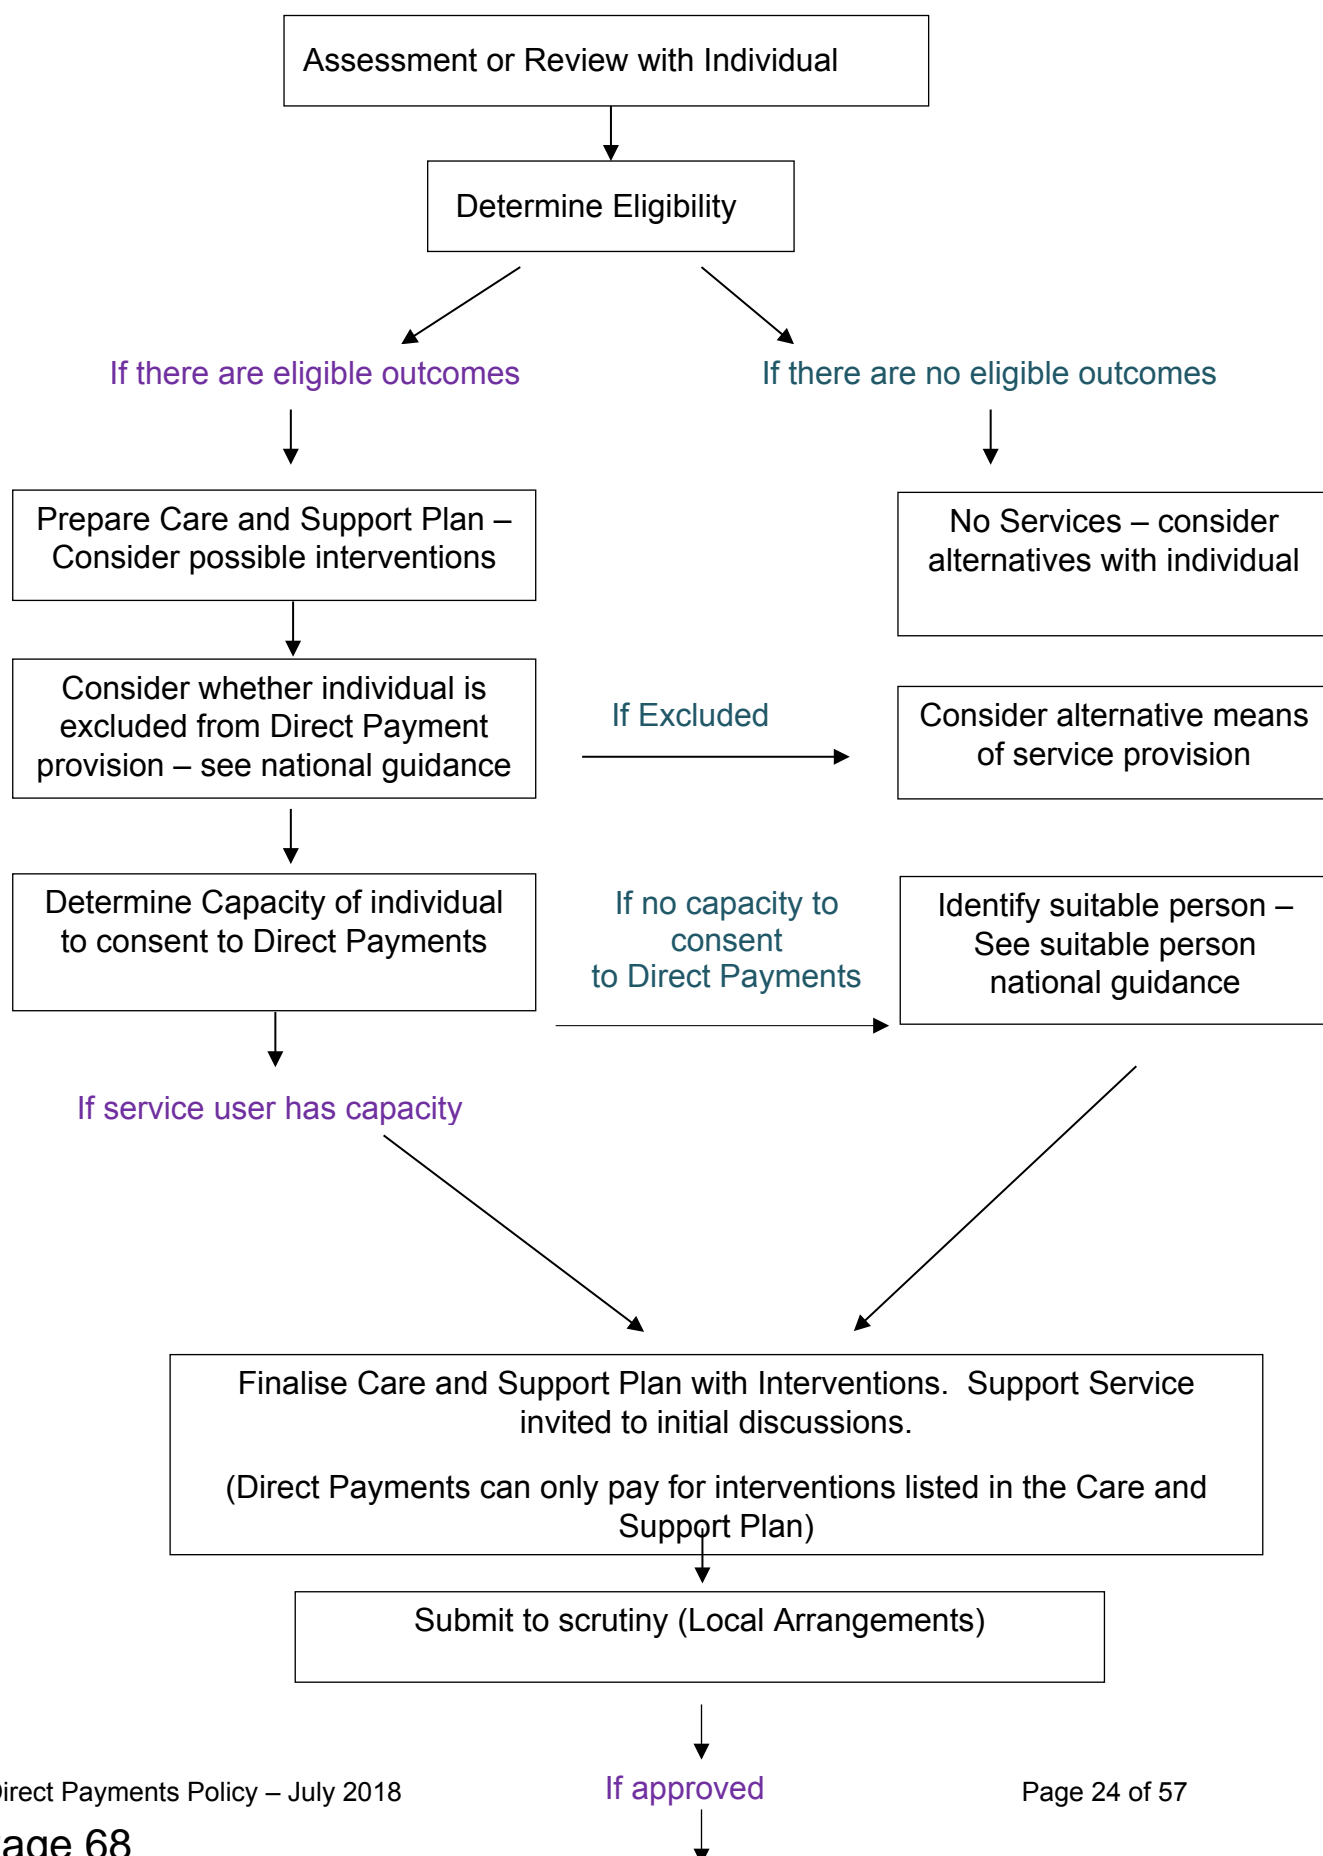 Assessment or Review with Individual
Determine Eligibility
If there are eligible outcomes
If there are no eligible outcomes
Prepare Care and Support Plan –
Consider possible interventions
No Services – consider
alternatives with individual
Consider whether individual is
excluded from Direct Payment
provision – see national guidance
If Excluded
Consider alternative means
of service provision
Determine Capacity of individual
to consent to Direct Payments
If no capacity to
consent
to Direct Payments
Identify suitable person –
See suitable person
national guidance
If service user has capacity
Finalise Care and Support Plan with Interventions.  Support Service
invited to initial discussions.
(Direct Payments can only pay for interventions listed in the Care and
Support Plan)
Submit to scrutiny (Local Arrangements)
If approved
irect Payments Policy – July 2018
Page 24 of 57
age 68